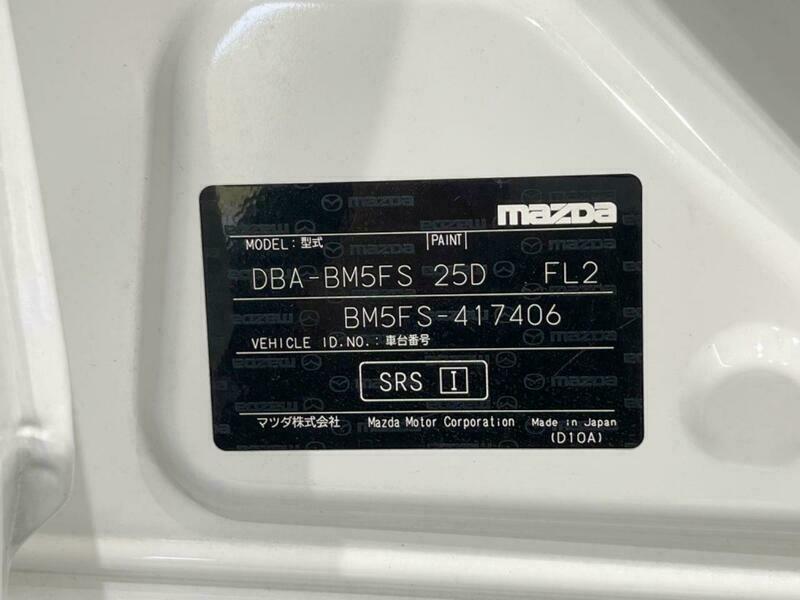 mazda
MODEL:型式 PAINT
DBA-BM5FS 25D FL2
BM5FS-417406
VEHICLE ID.NO.:車台番号
SRS I
マツダ株式会社 Mazda Motor Corporation Made in Japan
(D10A)